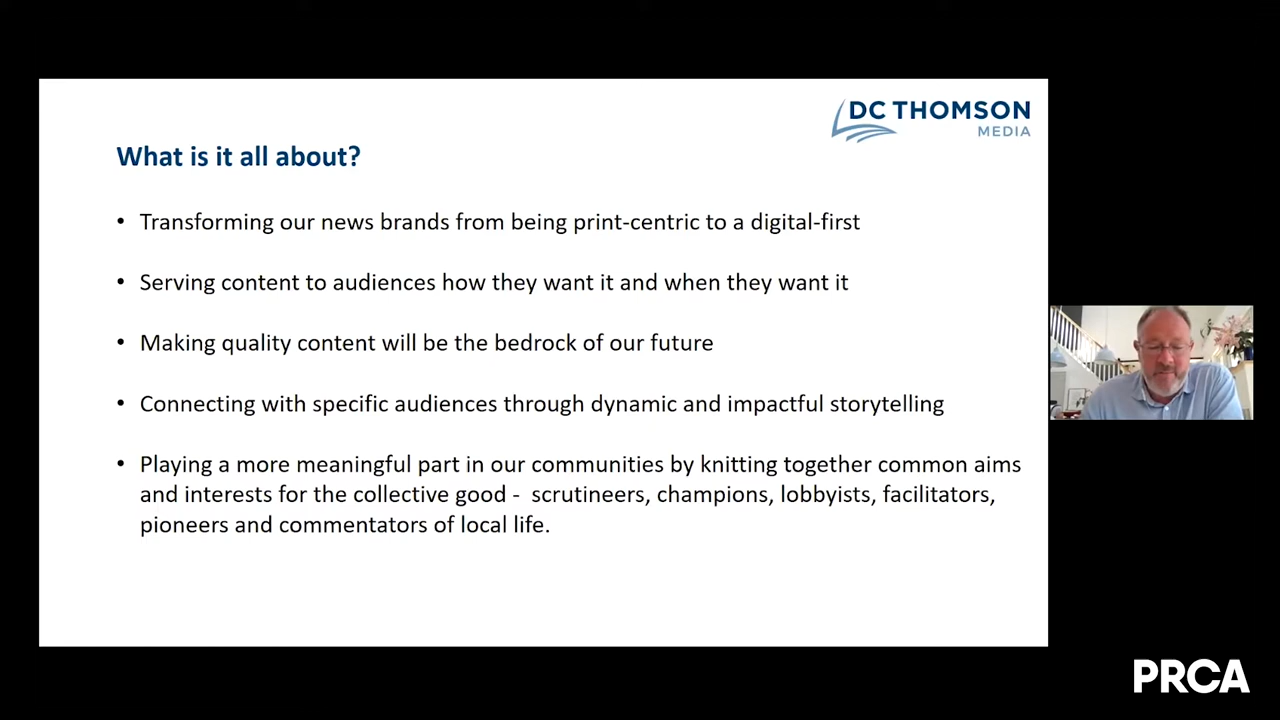 DC THOMSON
MEDIA
What is it all about?
• Transforming our news brands from being print-centric to a digital-first
• Serving content to audiences how they want it and when they want it
• Making quality content will be the bedrock of our future
• Connecting with specific audiences through dynamic and impactful storytelling
• Playing a more meaningful part in our communities by knitting together common aims
and interests for the collective good -  scrutineers, champions, lobbyists, facilitators,
pioneers and commentators of local life.
PRCA